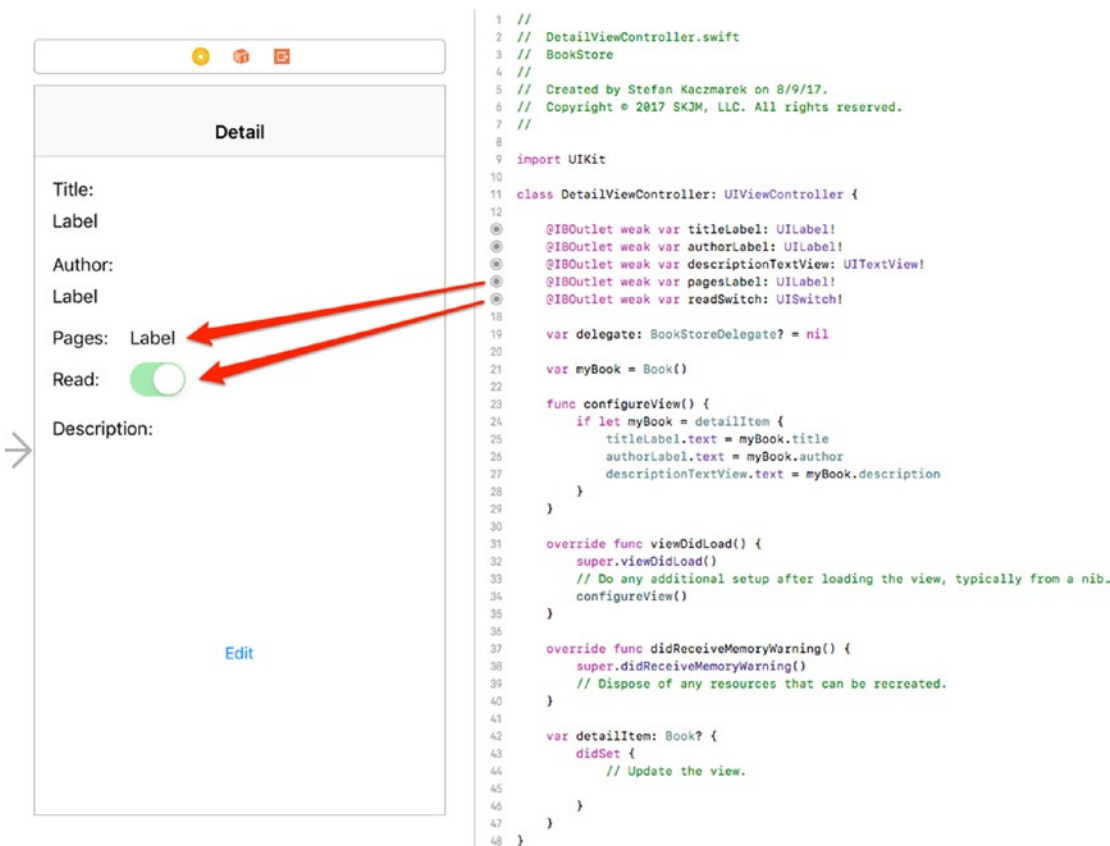 Detail
Title:
Label
Author:
Label
Pages: Label
Read:
Description:
Edit
1 //
2 // DetailViewController.swift
3 // BookStore
4 //
5 // Created by Stefan Kaczmarek on 8/9/17.
6 // Copyright © 2017 SKJM, LLC. All rights reserved.
7 //
8
9 import UIKit
10
11 class DetailViewController: UIViewController {
12
@IBOutlet weak var titleLabel: UILabel!
@IBOutlet weak var authorLabel: UILabel!
@IBOutlet weak var descriptionTextView: UITextView!
@IBOutlet weak var pagesLabel: UILabel!
@IBOutlet weak var readSwitch: UISwitch!
18
19 var delegate: BookStoreDelegate? = nil
20
21 var myBook = Book()
22
23 func configureView() {
24 if let myBook = detailItem {
25 titleLabel.text = myBook.title
26 authorLabel.text = myBook.author
27 descriptionTextView.text = myBook.description
28 }
29 }
30
31 override func viewDidLoad() {
32 super.viewDidLoad()
33 // Do any additional setup after loading the view, typically from a nib.
34 configureView()
35 }
36
37 override func didReceiveMemoryWarning() {
38 super.didReceiveMemoryWarning()
39 // Dispose of any resources that can be recreated.
40 }
41
42 var detailItem: Book? {
43 didSet {
44 // Update the view.
45
46 }
47 }
48 }